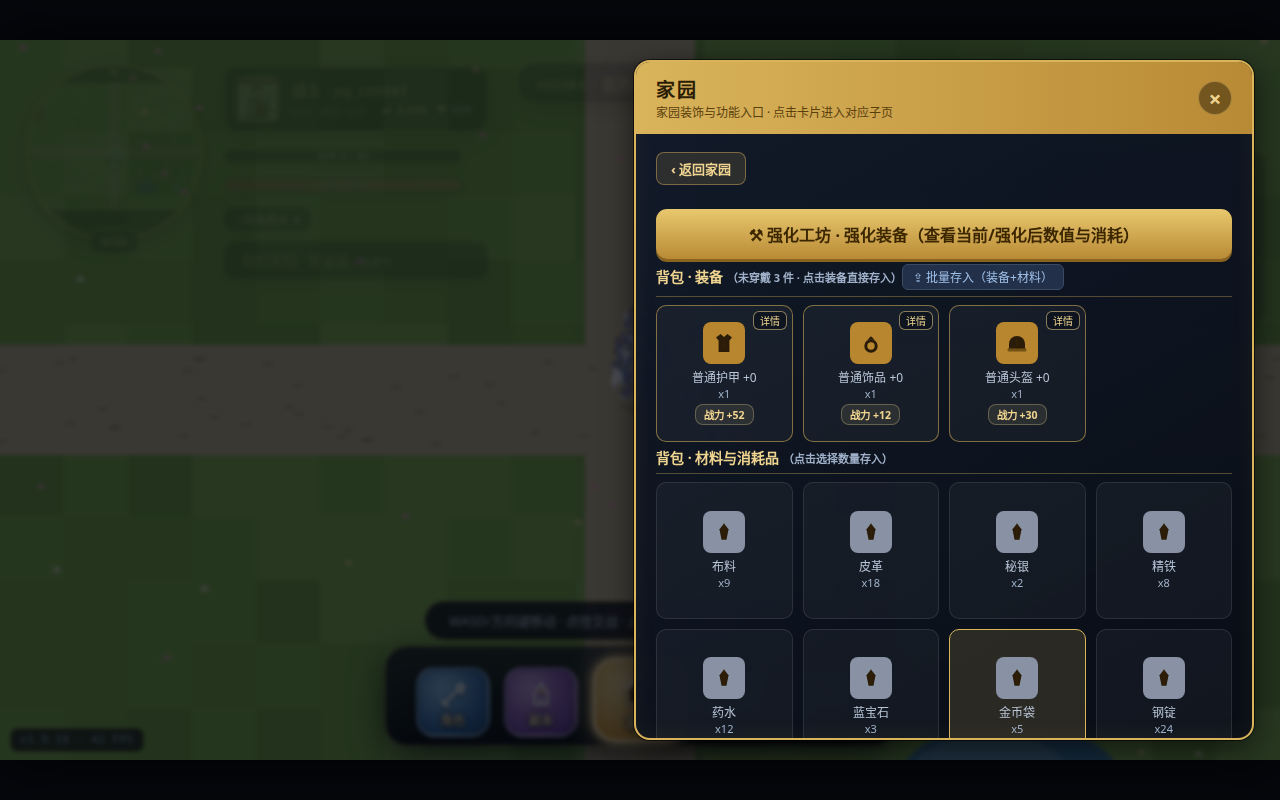 家园
家园装饰与功能入口 · 点击卡片进入对应子页
×
‹ 返回家园
⚒ 强化工坊 · 强化装备（查看当前/强化后数值与消耗）
背包 · 装备 （未穿戴 3 件 · 点击装备直接存入） ⇪ 批量存入（装备+材料）
详情 详情 详情
普通护甲 +0 普通饰品 +0 普通头盔 +0
x1 x1 x1
战力 +52 战力 +12 战力 +30
背包 · 材料与消耗品 （点击选择数量存入）
布料 皮革 秘银 精铁
x9 x18 x2 x8
药水 蓝宝石 金币袋 钢锭
x12 x3 x5 x24